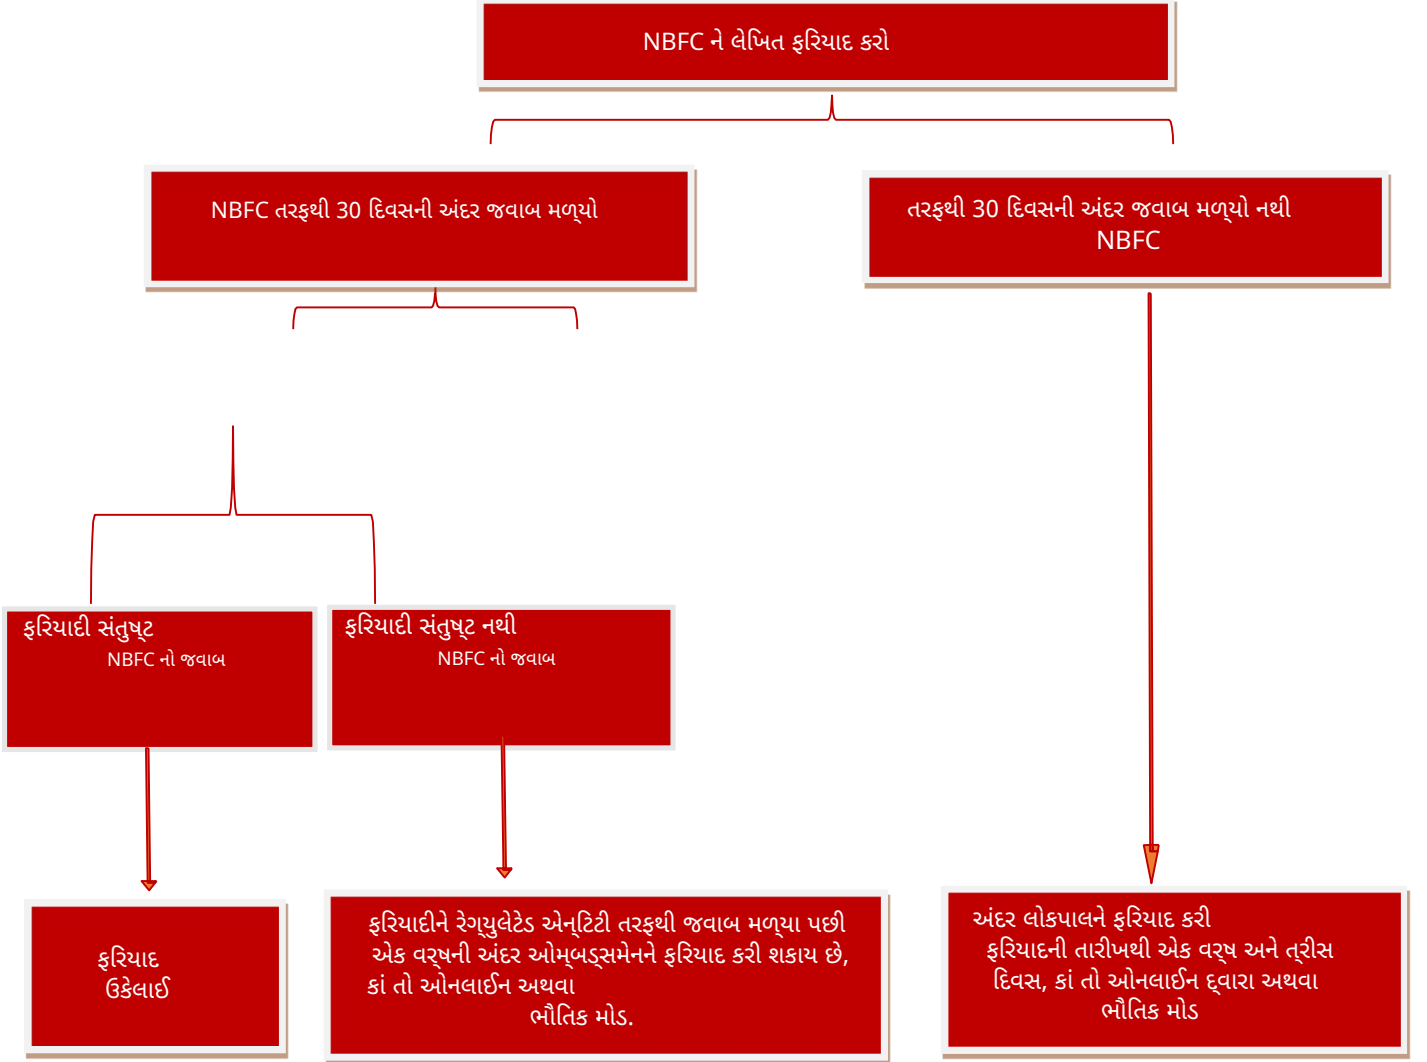 NBFC ને લેખિત ફરિયાદ કરો
NBFC તરફથી 30 દિવસની અંદર જવાબ મળ્યો
તરફથી 30 દિવસની અંદર જવાબ મળ્યો નથી
NBFC
ફરિયાદી સંતુષ્ટ
NBFC નો જવાબ
ફરિયાદી સંતુષ્ટ નથી
NBFC નો જવાબ
ફરિયાદ
ઉકેલાઈ
ફરિયાદીને રેગ્યુલેટેડ એન્ટિટી તરફથી જવાબ મળ્યા પછી
એક વર્ષની અંદર ઓમ્બડ્સમેનને ફરિયાદ કરી શકાય છે,
કાં તો ઓનલાઈન અથવા
ભૌતિક મોડ.
અંદર લોકપાલને ફરિયાદ કરી
ફરિયાદની તારીખથી એક વર્ષ અને ત્રીસ
દિવસ, કાં તો ઓનલાઈન દ્વારા અથવા
ભૌતિક મોડ